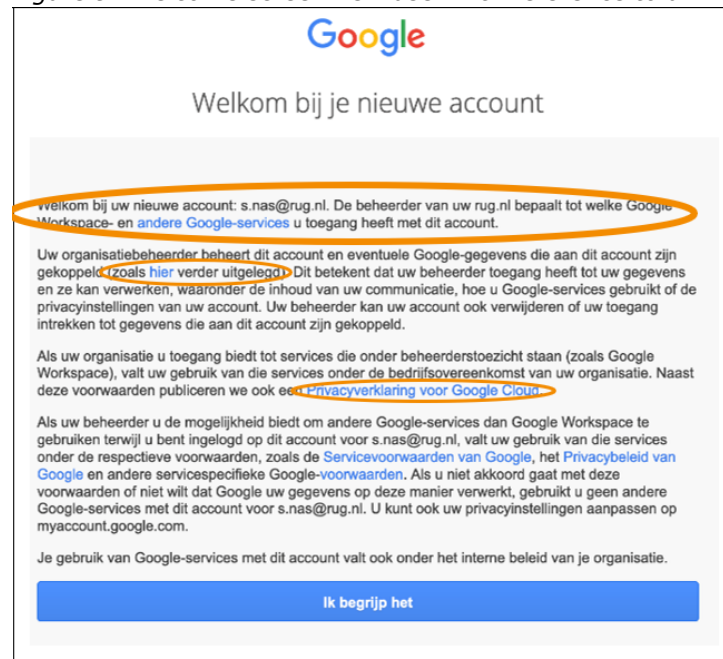 Google
Welkom bij je nieuwe account
Welkom bij uw nieuwe account: s.nas@rug.nl. De beheerder van uw rug.nl bepaalt tot welke Google
Workspace- en andere Google-services u toegang heeft met dit account.
Uw organisatiebeheerder beheert dit account en eventuele Google-gegevens die aan dit account zijn
gekoppeld (zoals hier verder uitgelegd). Dit betekent dat uw beheerder toegang heeft tot uw gegevens
en ze kan verwerken, waaronder de inhoud van uw communicatie, hoe u Google-services gebruikt of de
privacyinstellingen van uw account. Uw beheerder kan uw account ook verwijderen of uw toegang
intrekken tot gegevens die aan dit account zijn gekoppeld.
Als uw organisatie u toegang biedt tot services die onder beheerderstoezicht staan (zoals Google
Workspace), valt uw gebruik van die services onder de bedrijfsovereenkomst van uw organisatie. Naast
deze voorwaarden publiceren we ook een Privacyverklaring voor Google Cloud.
Als uw beheerder u de mogelijkheid biedt om andere Google-services dan Google Workspace te
gebruiken terwijl u bent ingelogd op dit account voor s.nas@rug.nl, valt uw gebruik van die services
onder de respectieve voorwaarden, zoals de Servicevoorwaarden van Google, het Privacybeleid van
Google en andere servicespecifieke Google-voorwaarden. Als u niet akkoord gaat met deze
voorwaarden of niet wilt dat Google uw gegevens op deze manier verwerkt, gebruikt u geen andere
Google-services met dit account voor s.nas@rug.nl. U kunt ook uw privacyinstellingen aanpassen op
myaccount.google.com.
Je gebruik van Google-services met dit account valt ook onder het interne beleid van je organisatie.
Ik begrijp het